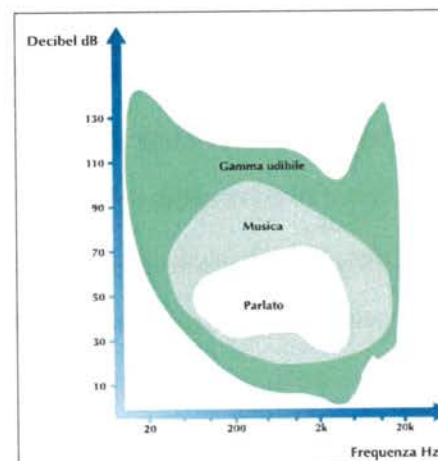 Decibel dB
130
110
90
70
50
30
10
Gamma udibile
Musica
Parlato
20
200
2k
20k
Frequenza Hz